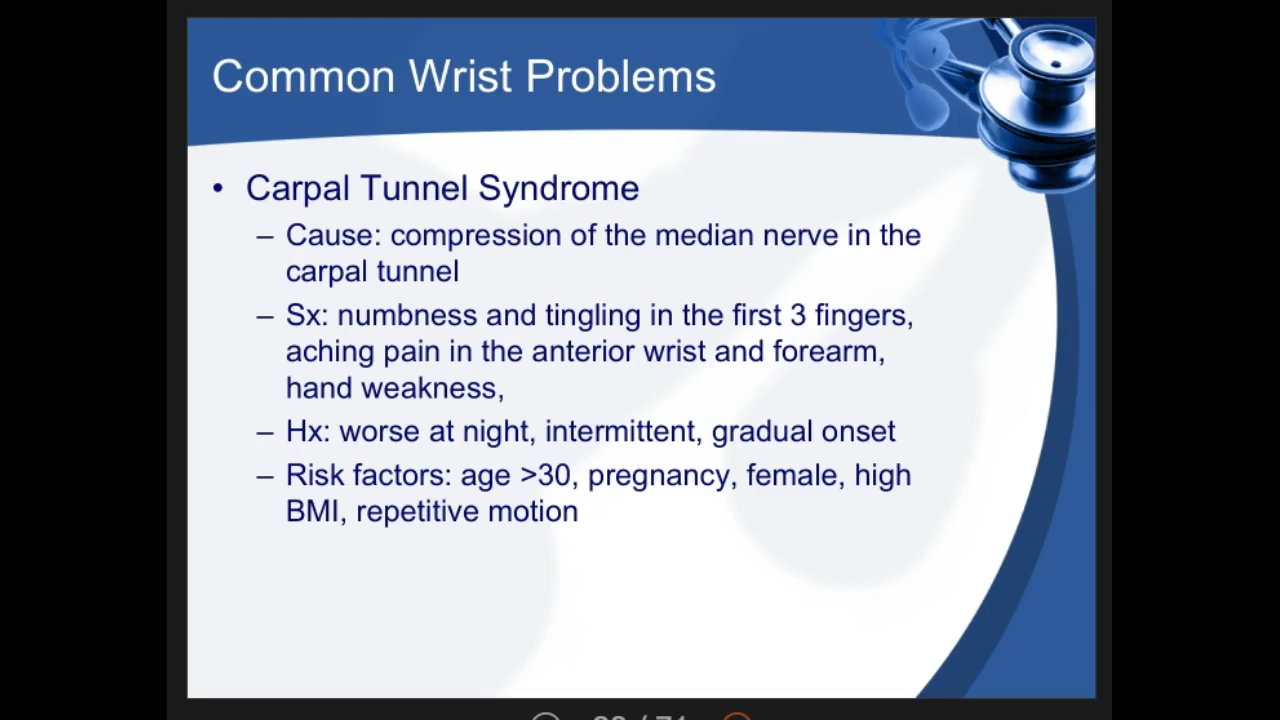 Common Wrist Problems
• Carpal Tunnel Syndrome
– Cause: compression of the median nerve in the
carpal tunnel
– Sx: numbness and tingling in the first 3 fingers,
aching pain in the anterior wrist and forearm,
hand weakness,
– Hx: worse at night, intermittent, gradual onset
– Risk factors: age >30, pregnancy, female, high
BMI, repetitive motion